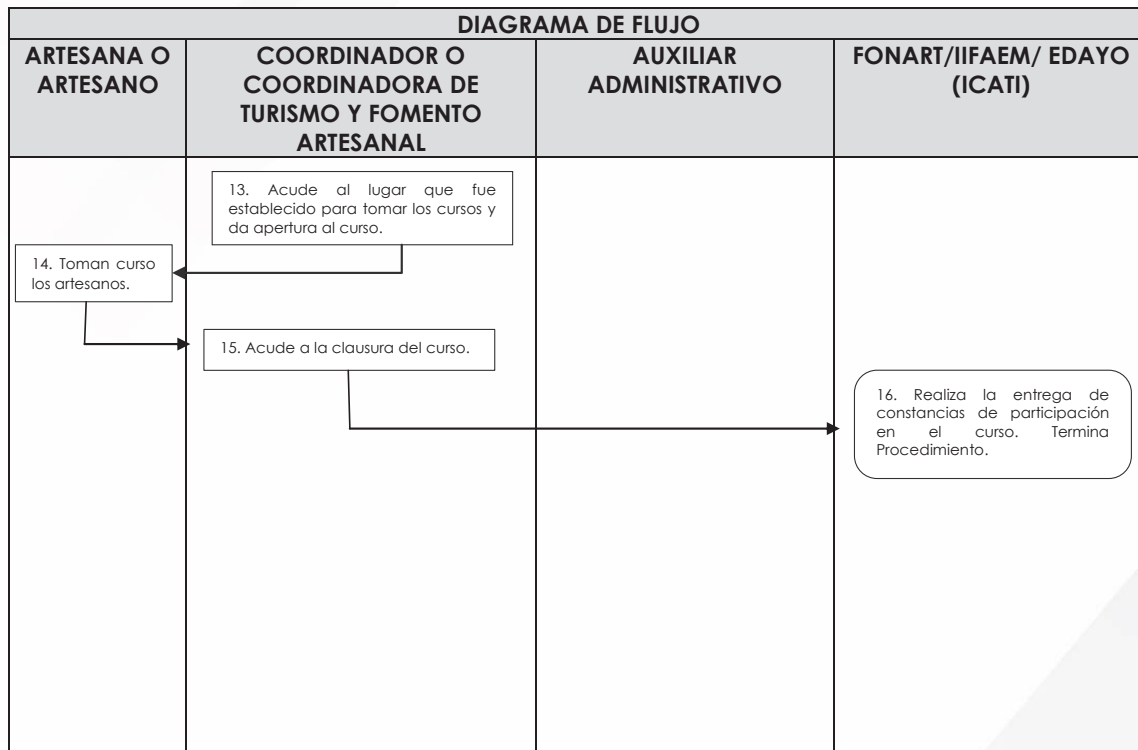 DIAGRAMA DE FLUJO
ARTESANA O
ARTESANO
COORDINADOR O
COORDINADORA DE
TURISMO Y FOMENTO
ARTESANAL
AUXILIAR
ADMINISTRATIVO
FONART/IIFAEM/ EDAYO
(ICATI)
13. Acude al lugar que fue
establecido para tomar los cursos y
da apertura al curso.
14. Toman curso
los artesanos.
15. Acude a la clausura del curso.
16. Realiza la entrega de
constancias de participación
en el curso. Termina
Procedimiento.